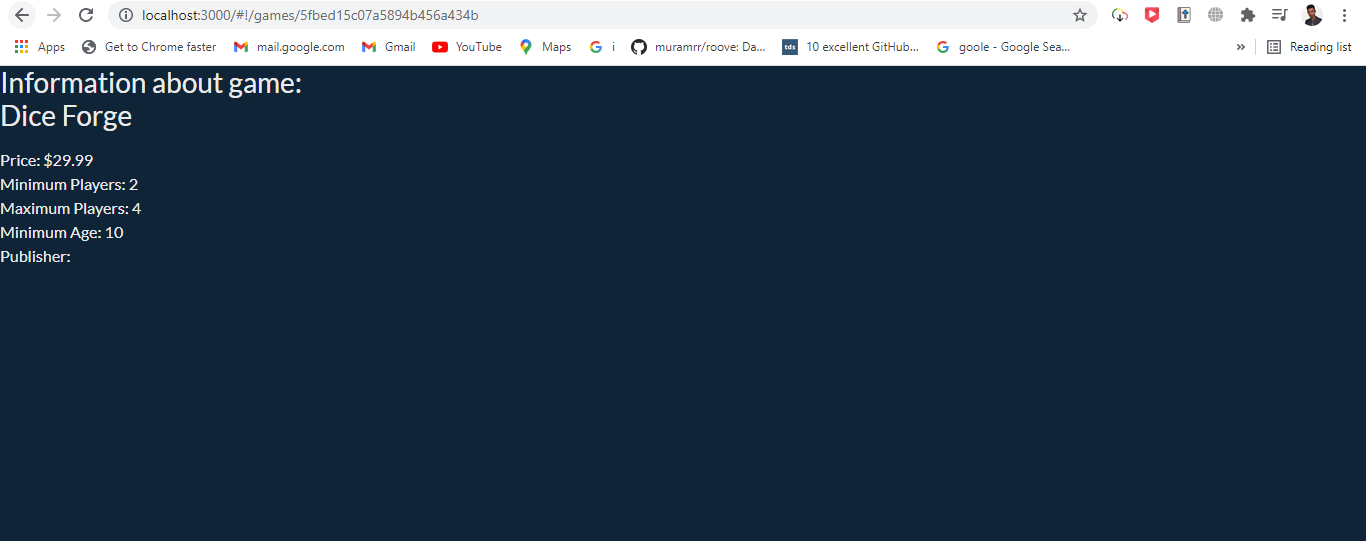 localhost:3000/#!/games/5fbed15c07a5894b456a434b
Apps Get to Chrome faster mail.google.com Gmail YouTube Maps i muramrr/roove: Da... tds 10 excellent GitHub... goole - Google Sea... » Reading list
Information about game:
Dice Forge
Price: $29.99
Minimum Players: 2
Maximum Players: 4
Minimum Age: 10
Publisher: